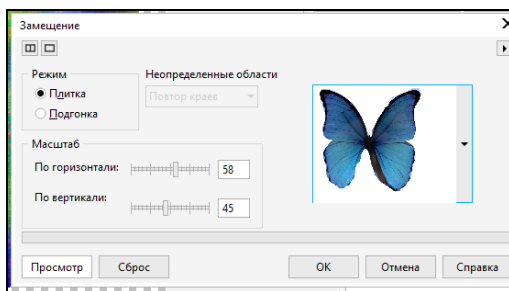 Замещение
Режим
Плитка
Подгонка
Неопределенные области
Повтор краев
Масштаб
По горизонтали: 58
По вертикали: 45
Просмотр Сброс ОК Отмена Справка